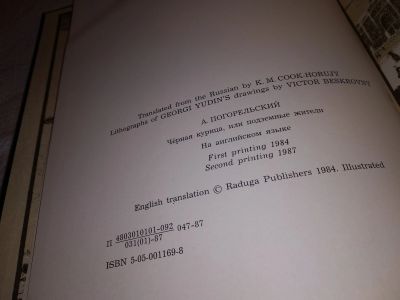 Translated from the Russian by K. M. COOK-HORUJY
Lithographs of GEORGI YUDIN'S drawings by VICTOR BESKROVNY
А. ПОГОРЕЛЬСКИЙ
Черная курица, или подземные жители
На английском языке
First printing 1984
Second printing 1987
English translation © Raduga Publishers 1984. Illustrated
П 4803010101-092
031(01)-87 047-87
ISBN 5-05-001169-8